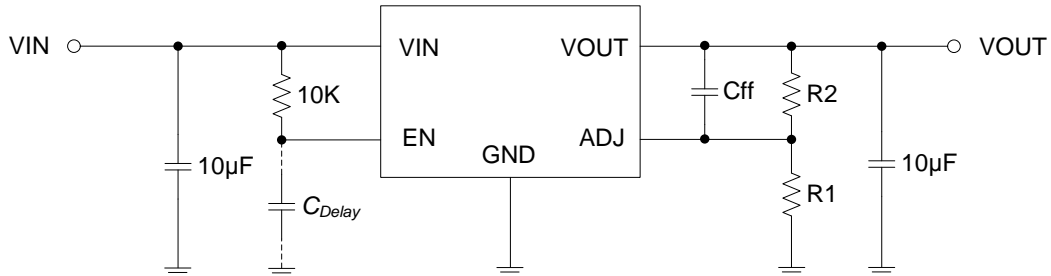 VIN
VIN
VOUT
VOUT
10K
Cff
R2
EN
ADJ
GND
10µF
10µF
R1
CDelay